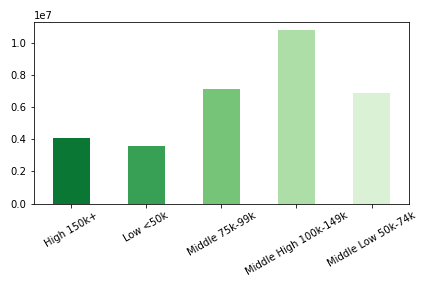 1e7
1.0
0.8
0.6
0.4
0.2
0.0
High 150k+
Low <50k
Middle 75k-99k
Middle High 100k-149k
Middle Low 50k-74k